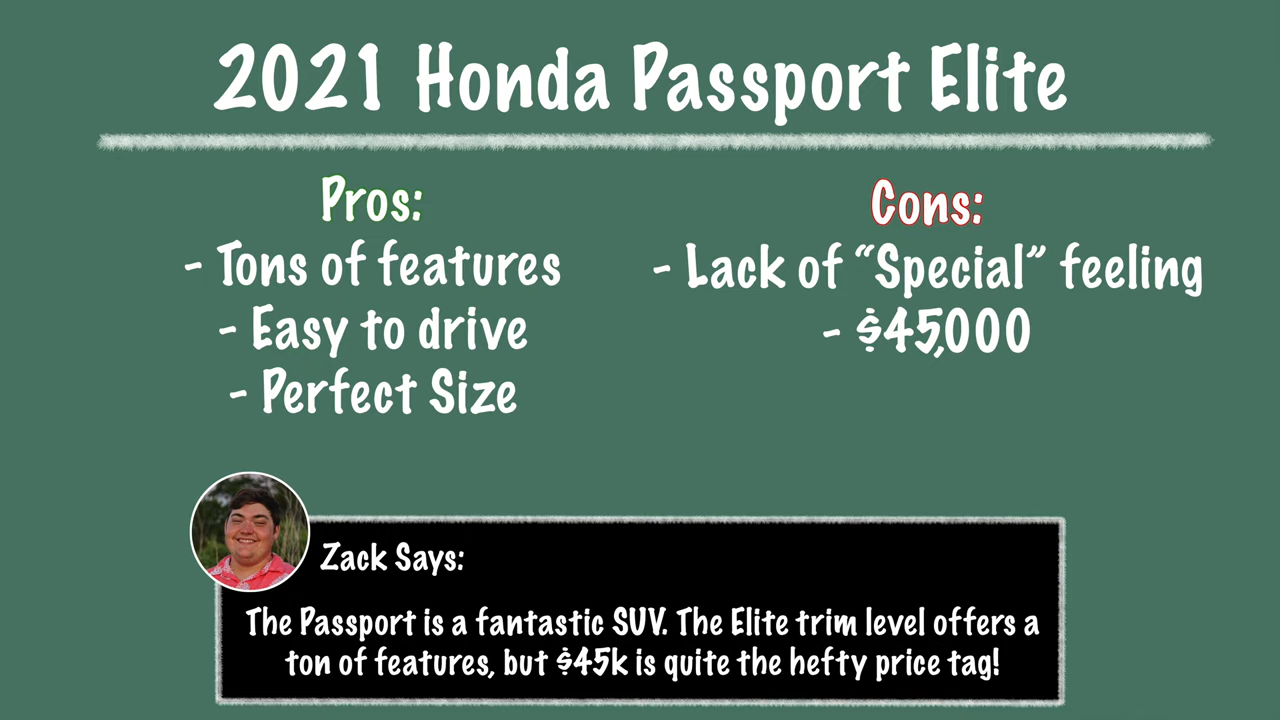 2021 Honda Passport Elite
Pros:
- Tons of features
- Easy to drive
- Perfect Size
Cons:
- Lack of “Special” feeling
- $45,000
Zack Says:
The Passport is a fantastic SUV. The Elite trim level offers a
ton of features, but $45k is quite the hefty price tag!